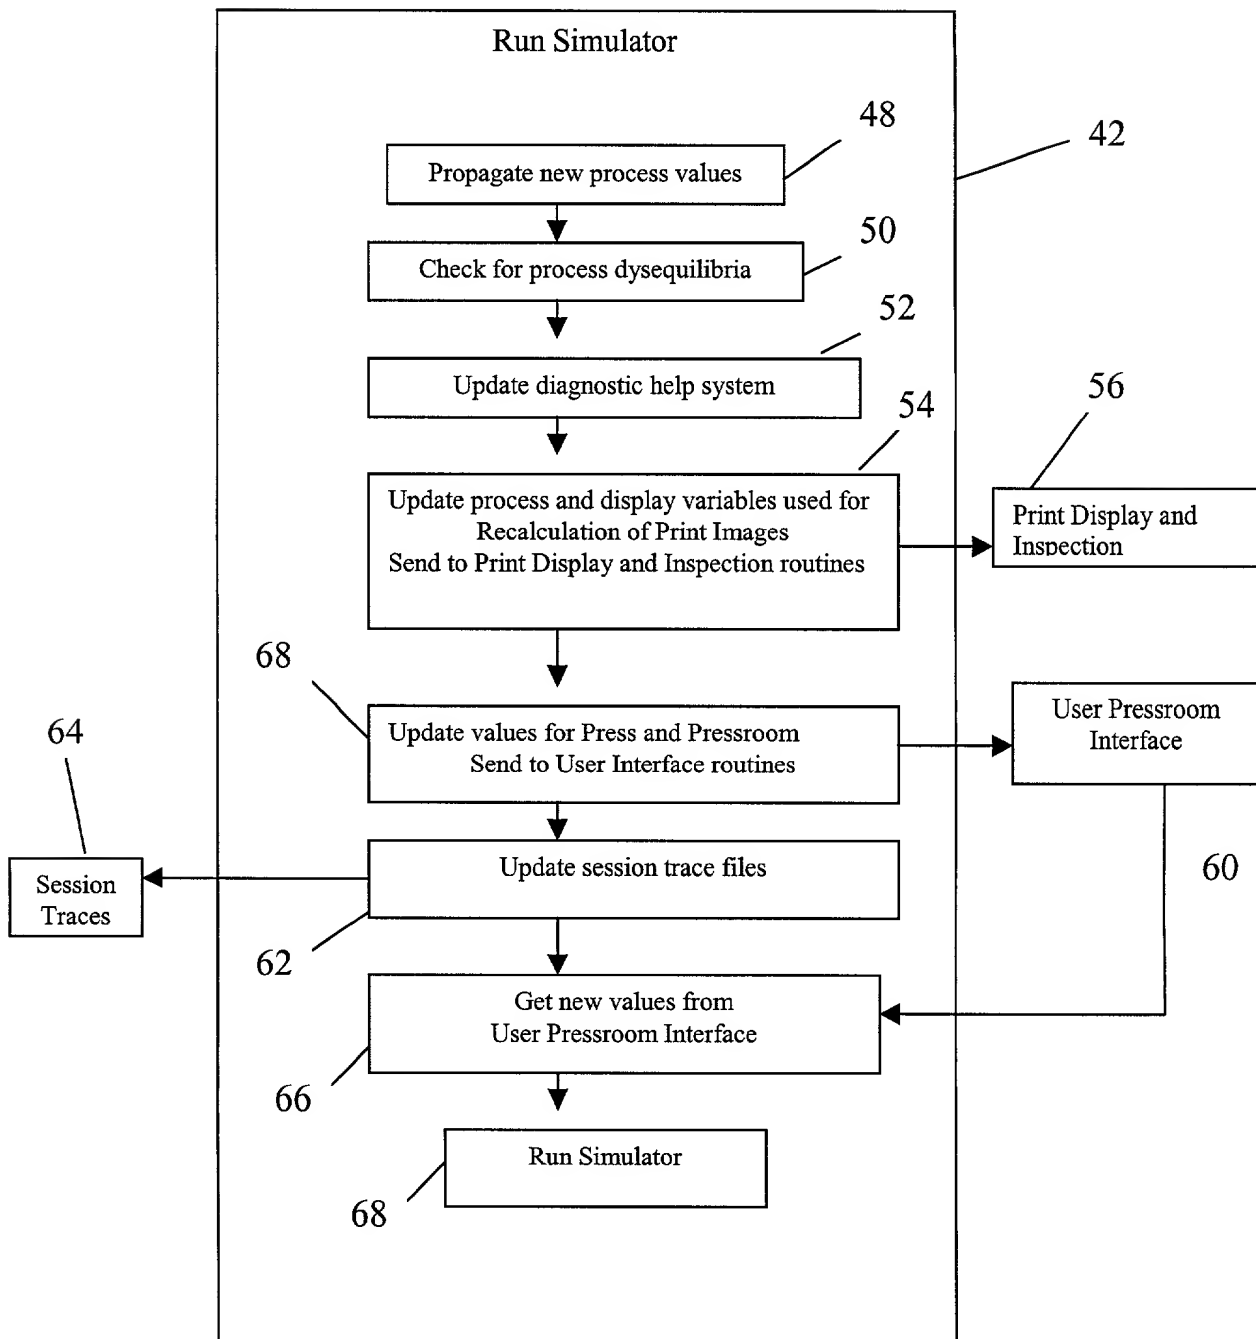 Run Simulator
48
42
Propagate new process values
50
Check for process dysequilibria
52
Update diagnostic help system
54
56
Update process and display variables used for
Recalculation of Print Images
Send to Print Display and Inspection routines
Print Display and
Inspection
68
64
Update values for Press and Pressroom
Send to User Interface routines
User Pressroom
Interface
60
Update session trace files
Session
Traces
62
Get new values from
User Pressroom Interface
66
Run Simulator
68